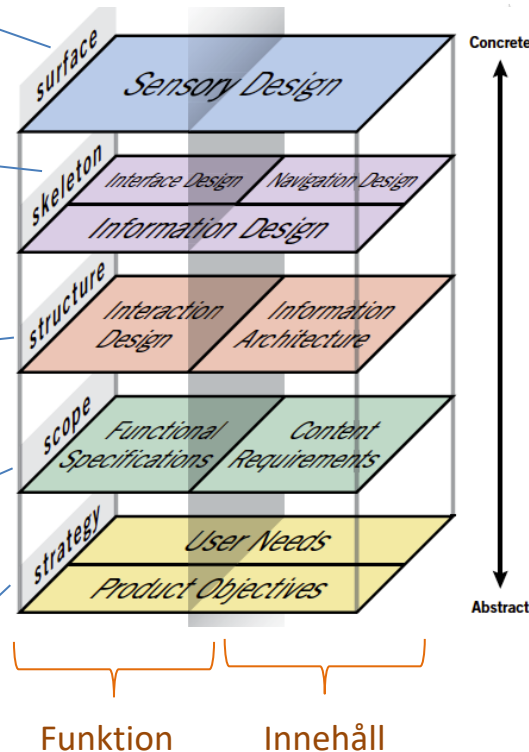 Concrete
surface
Sensory Design
skeleton
Interface Design
Navigation Design
Information Design
structure
Interaction
Design
Information
Architecture
scope
Functional
Specifications
Content
Requirements
strategy
User Needs
Product Objectives
Abstract
Funktion
Innehåll